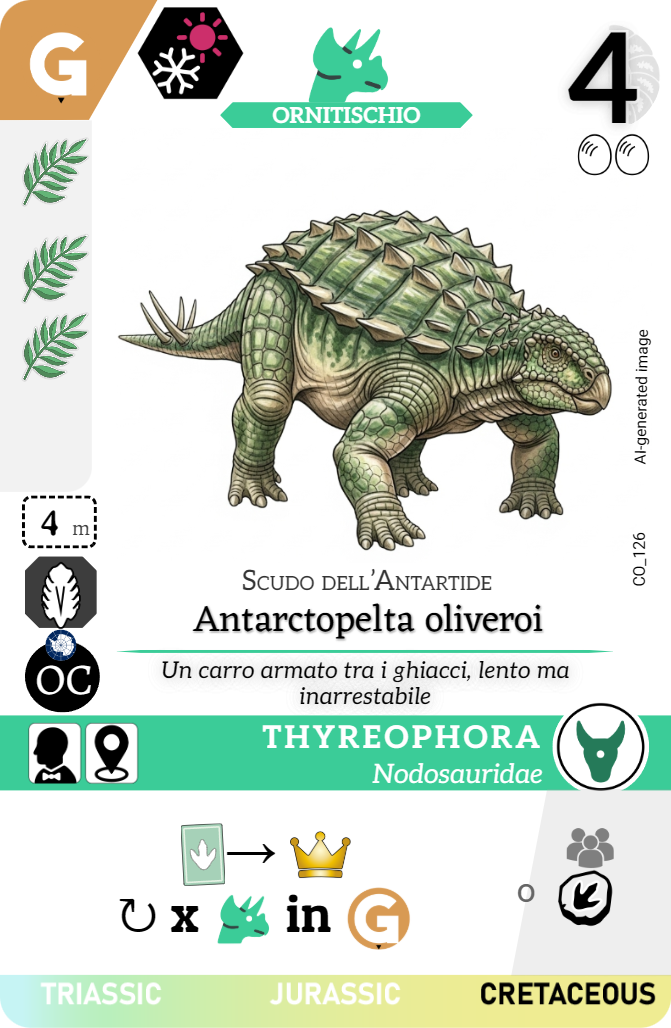 G
ORNITISCHIO
4
4 m
OC
AI-generated image
CO_126
Scudo dell'Antartide
Antarctopelta oliveroi
Un carro armato tra i ghiacci, lento ma
inarrestabile
THYREOPHORA
Nodosauridae
→
↻ x in G
o
TRIASSIC JURASSIC CRETACEOUS